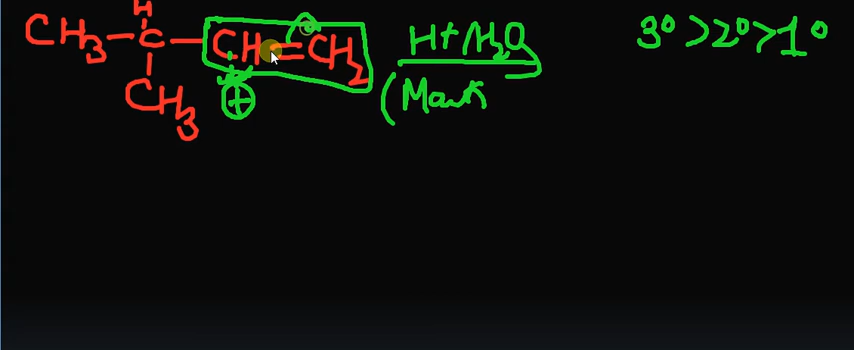 H
CH3-C-CH=CH2 H+/H2O 3° >2°>1°
CH3 ⊕ (Mark